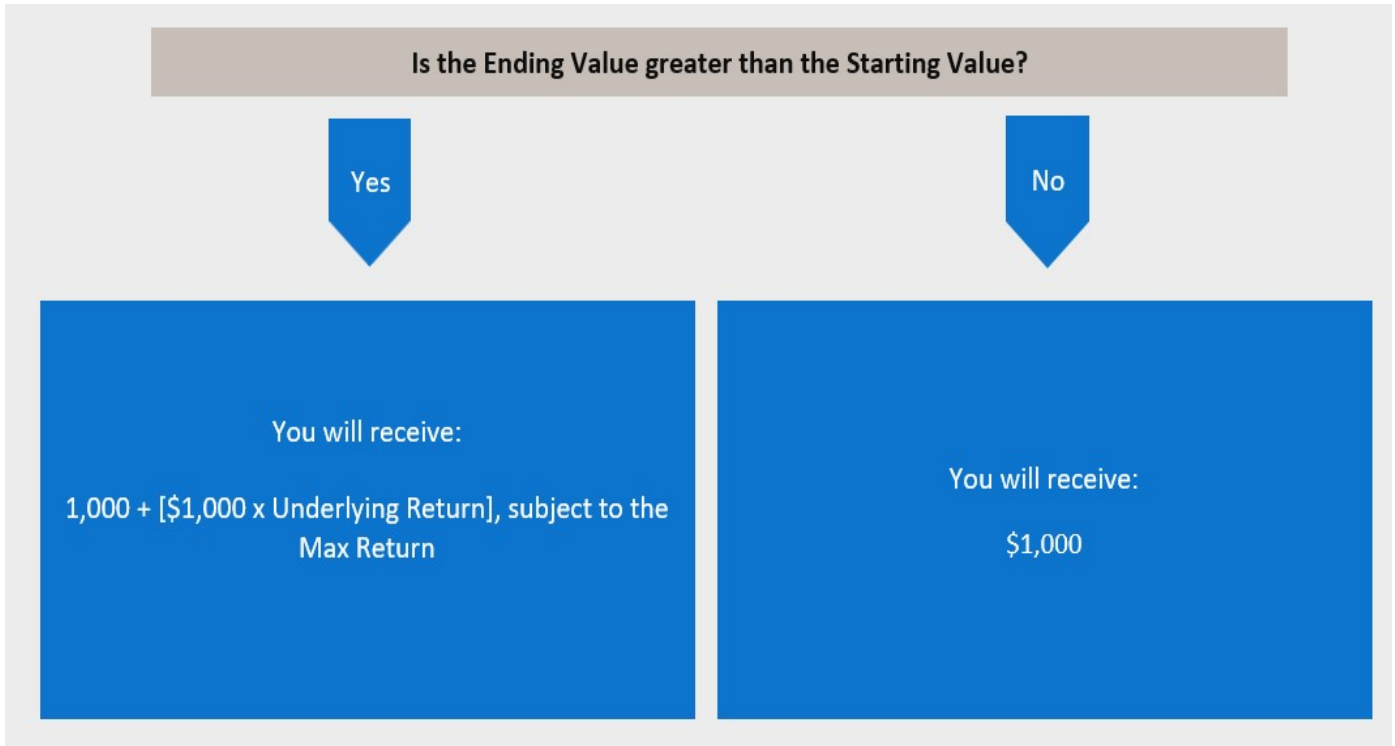 Is the Ending Value greater than the Starting Value?
Yes
No
You will receive:
1,000 + [$1,000 x Underlying Return], subject to the
Max Return
You will receive:
$1,000